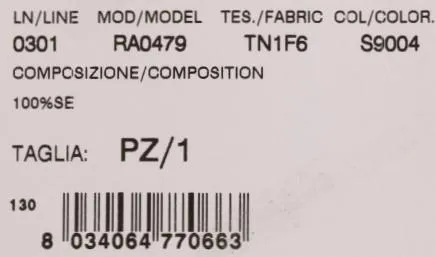 LN/LINE MOD/MODEL TES./FABRIC COL/COLOR.
0301 RA0479 TN1F6 S9004
COMPOSIZIONE/COMPOSITION
100%SE
TAGLIA: PZ/1
130
8 034064 770663